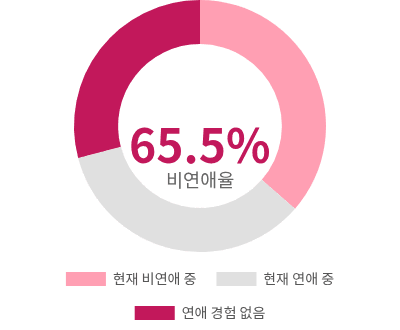 65.5%
비연애율
현재 비연애 중
현재 연애 중
연애 경험 없음